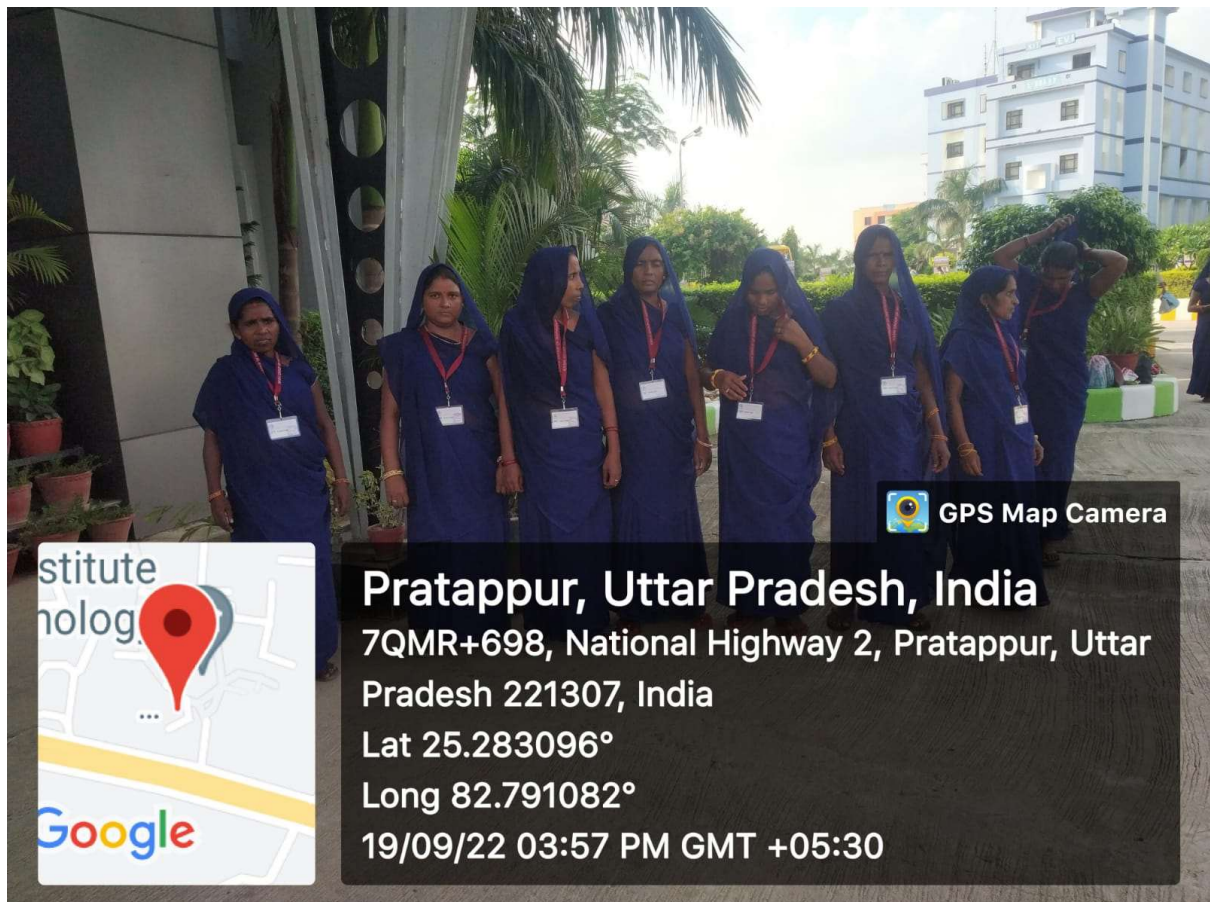 GPS Map Camera
stitute
Pratappur, Uttar Pradesh, India
7QMR+698, National Highway 2, Pratappur, Uttar
Pradesh 221307, India
Lat 25.283096°
Long 82.791082°
19/09/22 03:57 PM GMT +05:30
nolog
...
Google